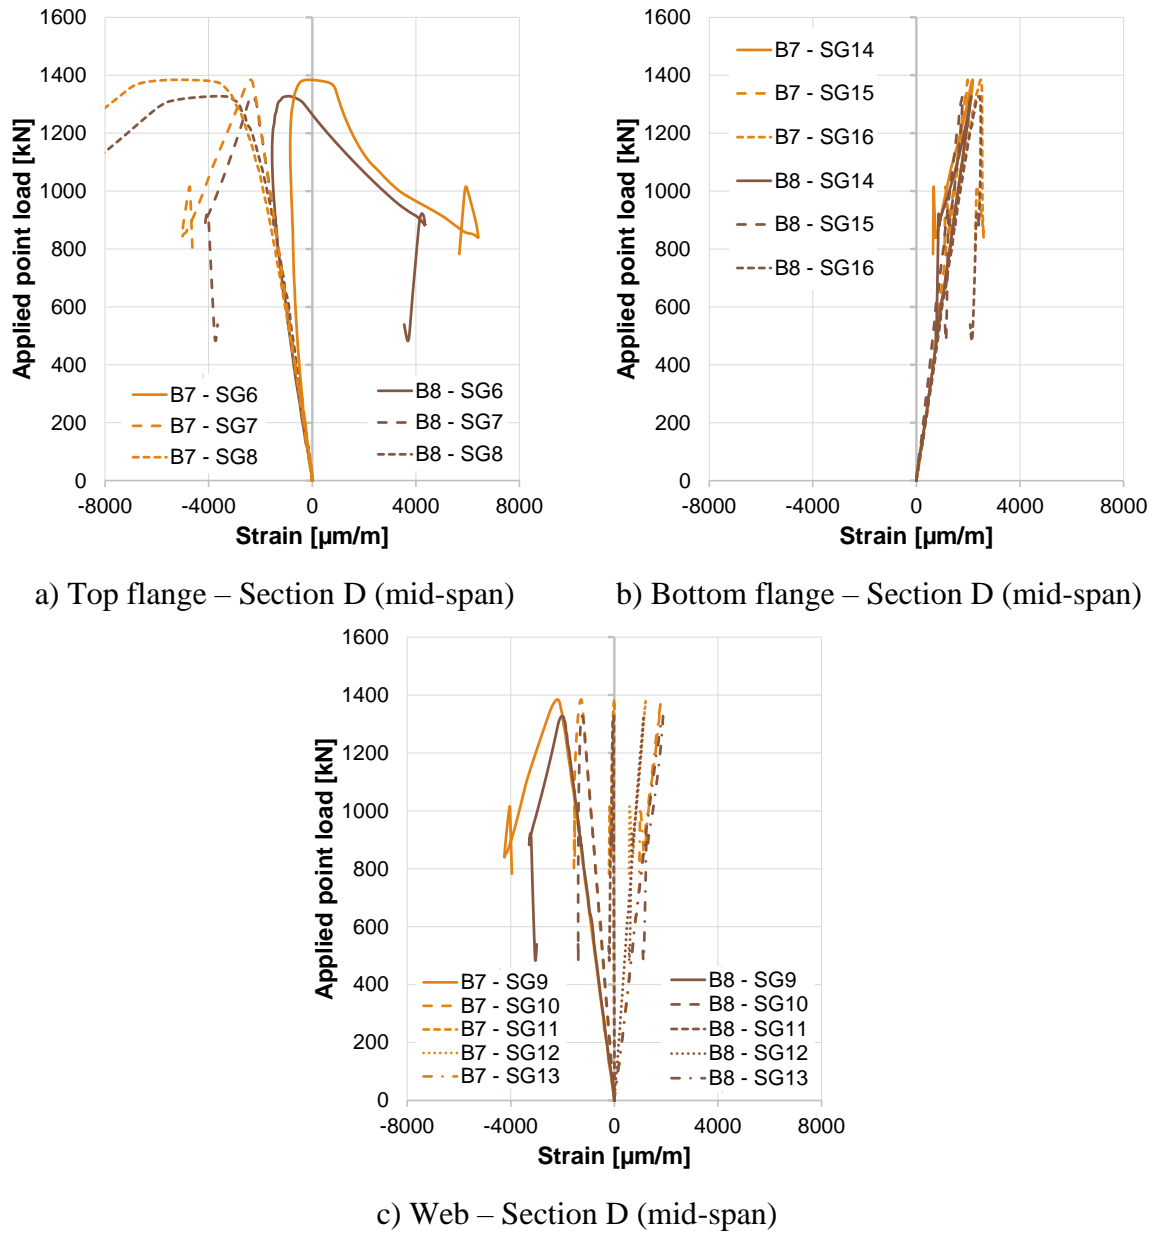 1600
1400
1200
1000
800
600
400
200
0
Applied point load [kN]
B7 - SG6
B7 - SG7
B7 - SG8
B8 - SG6
B8 - SG7
B8 - SG8
-8000 -4000 0 4000 8000
Strain [µm/m]
a) Top flange – Section D (mid-span)
1600
1400
1200
1000
800
600
400
200
0
Applied point load [kN]
B7 - SG14
B7 - SG15
B7 - SG16
B8 - SG14
B8 - SG15
B8 - SG16
-8000 -4000 0 4000 8000
Strain [µm/m]
b) Bottom flange – Section D (mid-span)
1600
1400
1200
1000
800
600
400
200
0
Applied point load [kN]
B7 - SG9
B7 - SG10
B7 - SG11
B7 - SG12
B7 - SG13
B8 - SG9
B8 - SG10
B8 - SG11
B8 - SG12
B8 - SG13
-8000 -4000 0 4000 8000
Strain [µm/m]
c) Web – Section D (mid-span)